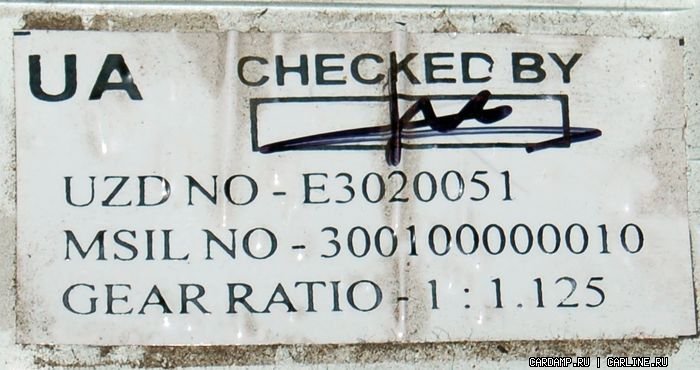 UA
CHECKED BY
UZD NO - E3020051
MSIL NO - 300100000010
GEAR RATIO - 1 : 1.125
CARDAMP.RU | CARLINE.RU